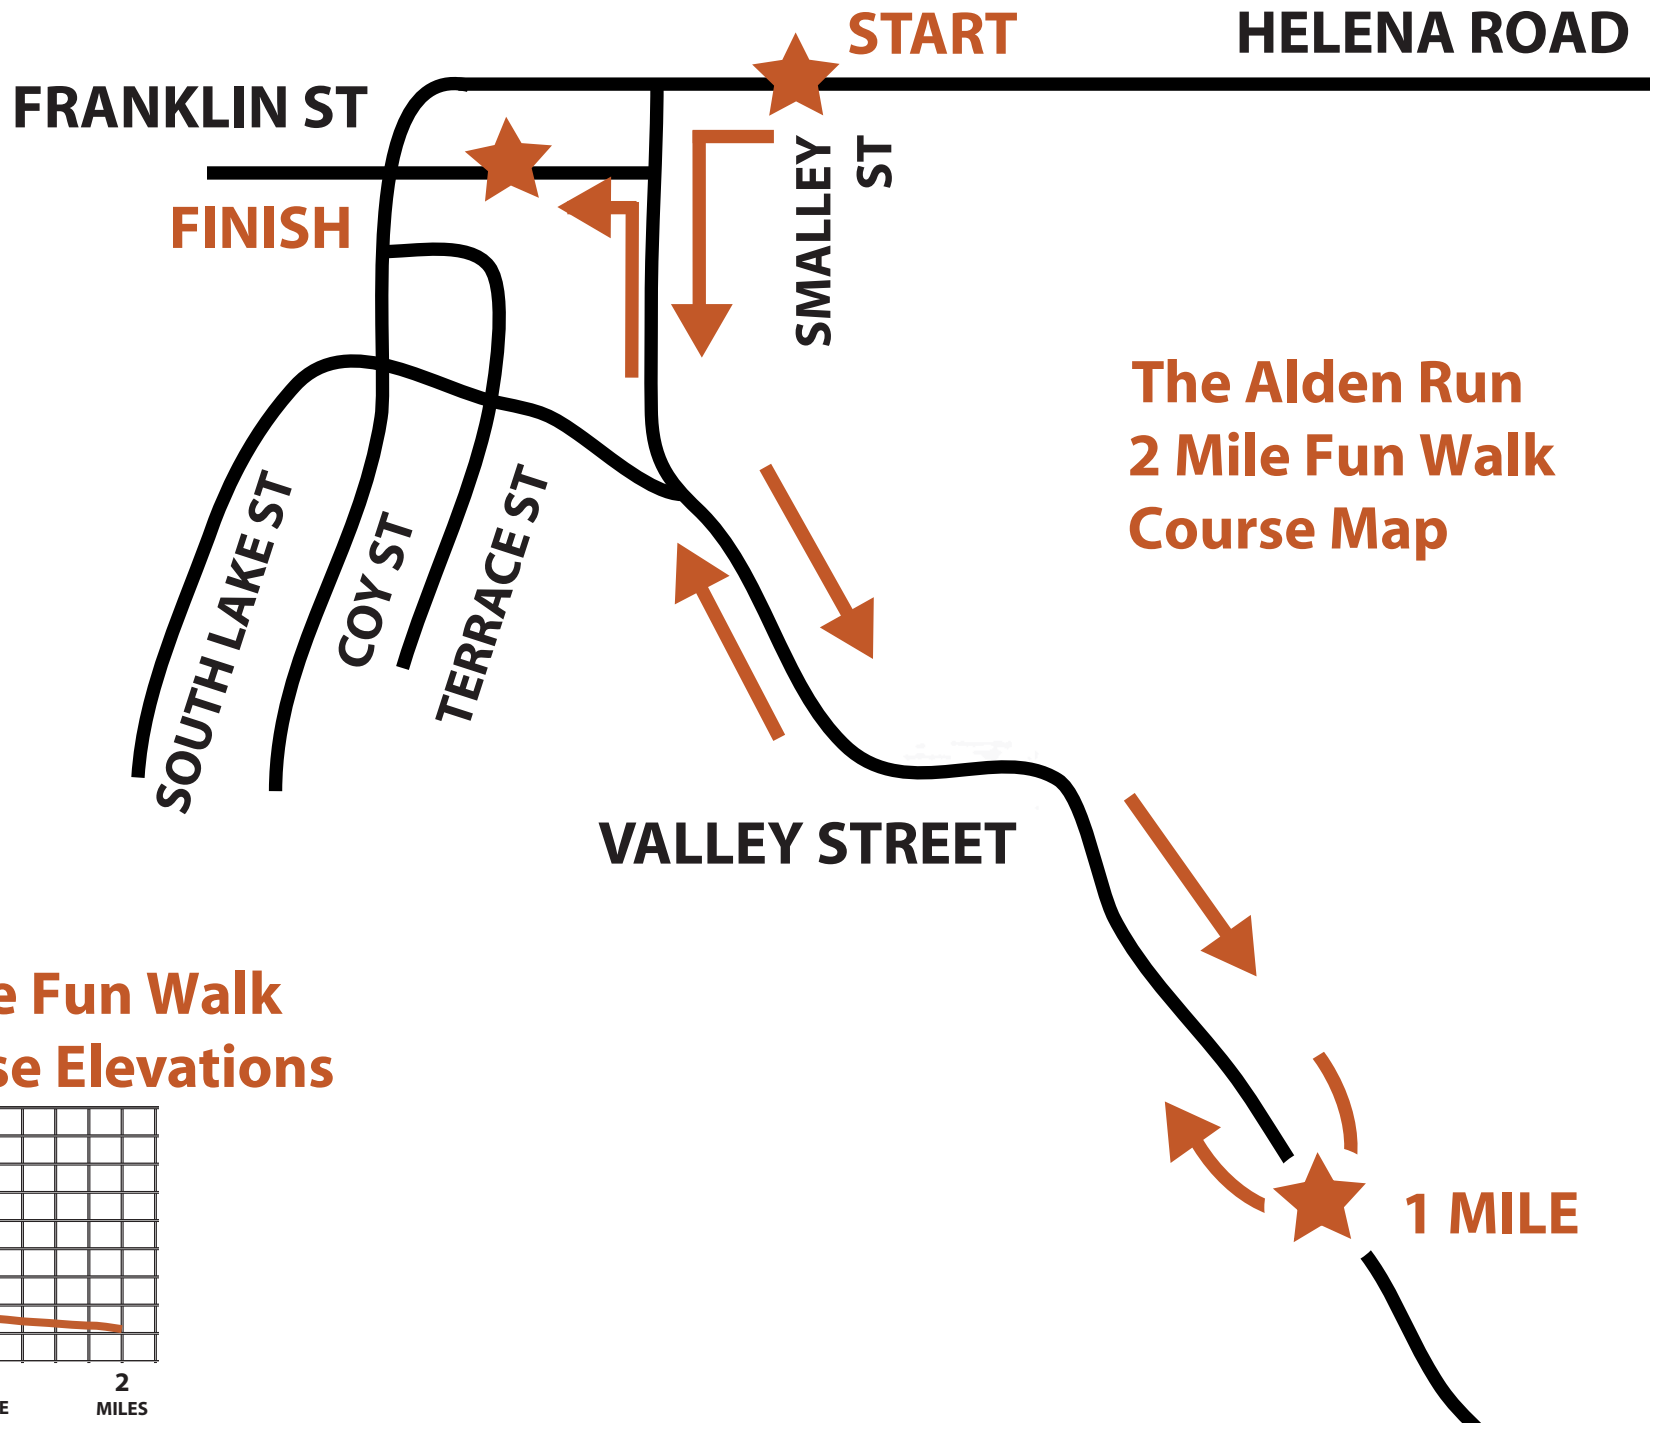 START
HELENA ROAD
FRANKLIN ST
SMALLEY
ST
FINISH
The Alden Run
2 Mile Fun Walk
Course Map
SOUTH LAKE ST
COY ST
TERRACE ST
VALLEY STREET
e Fun Walk
se Elevations
1 MILE
2
E
MILES